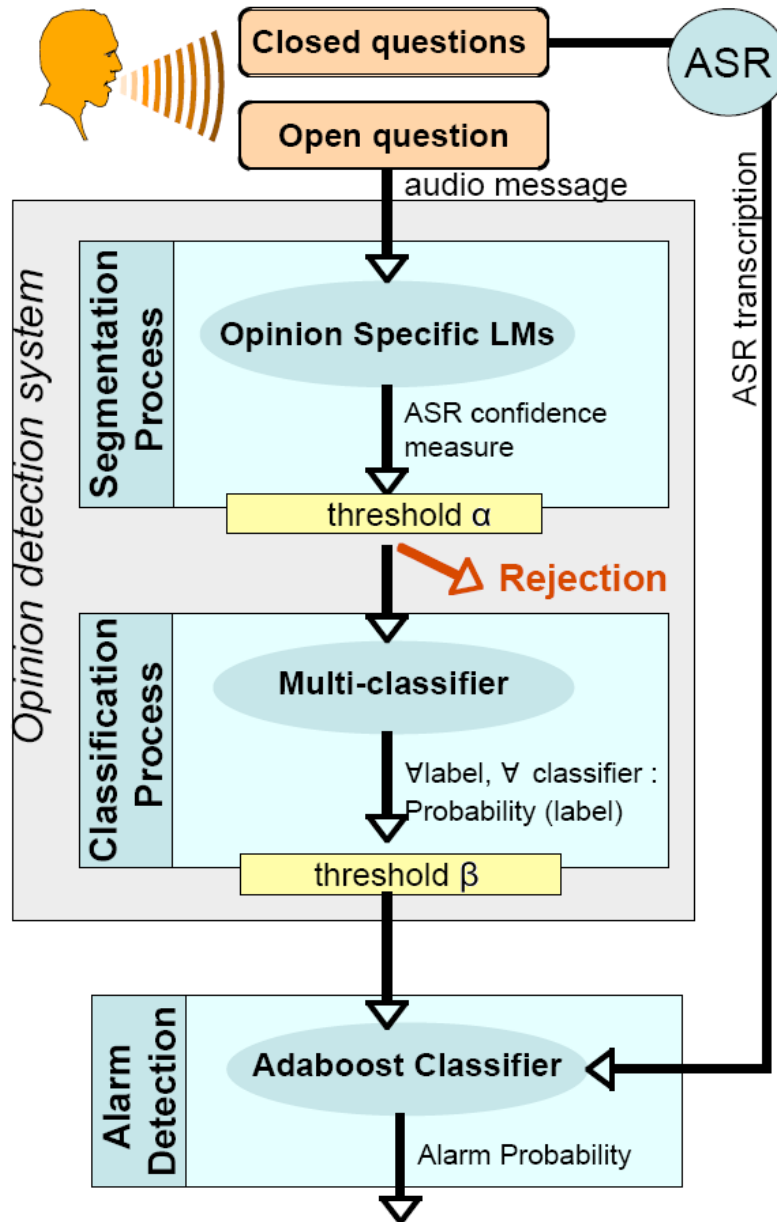 Closed questions
ASR
Open question
audio message
ASR transcription
Opinion detection system
Segmentation
Process
Opinion Specific LMs
ASR confidence
measure
threshold α
Rejection
Classification
Process
Multi-classifier
∀label, ∀ classifier :
Probability (label)
threshold β
Alarm
Detection
Adaboost Classifier
Alarm Probability